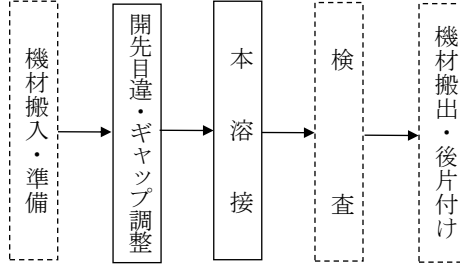 機材搬入・準備
開先目違・ギャップ調整
本溶接
検査
機材搬出・後片付け